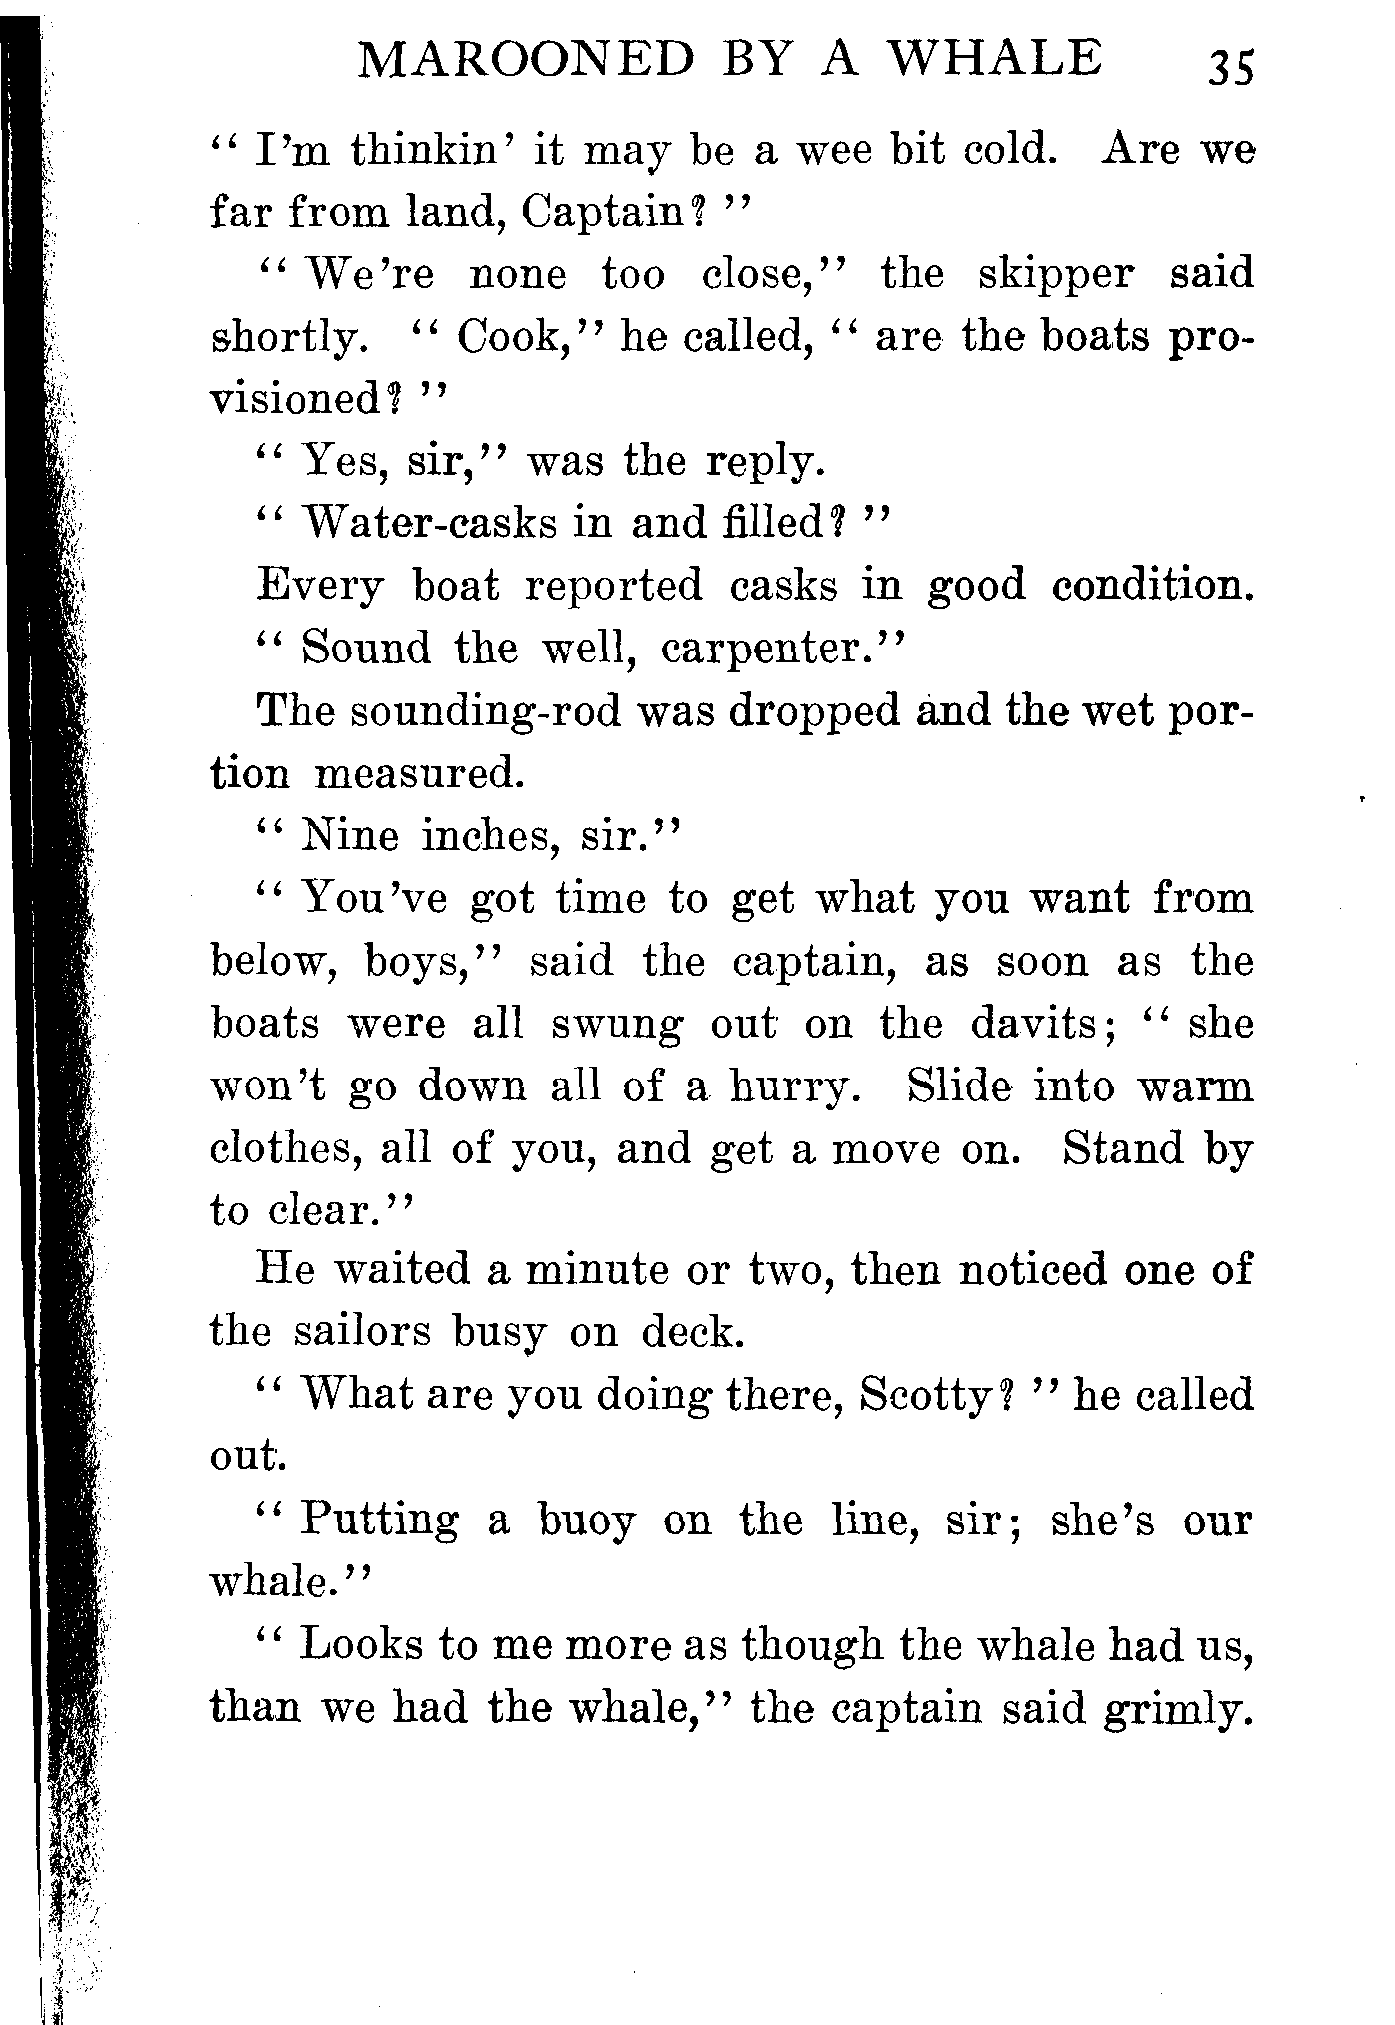 MAROONED BY A WHALE 35
“ I’m thinkin’ it may be a wee bit cold. Are we
far from land, Captain? ”
“ We’re none too close,” the skipper said
shortly. “ Cook,” he called, “ are the boats pro-
visioned? ”
“ Yes, sir,” was the reply.
“ Water-casks in and filled? ”
Every boat reported casks in good condition.
“ Sound the well, carpenter.”
The sounding-rod was dropped and the wet por-
tion measured.
“ Nine inches, sir.”
“ You’ve got time to get what you want from
below, boys,” said the captain, as soon as the
boats were all swung out on the davits; “ she
won’t go down all of a hurry. Slide into warm
clothes, all of you, and get a move on. Stand by
to clear.”
He waited a minute or two, then noticed one of
the sailors busy on deck.
“ What are you doing there, Scotty? ” he called
out.
“ Putting a buoy on the line, sir; she’s our
whale.”
“ Looks to me more as though the whale had us,
than we had the whale,” the captain said grimly.